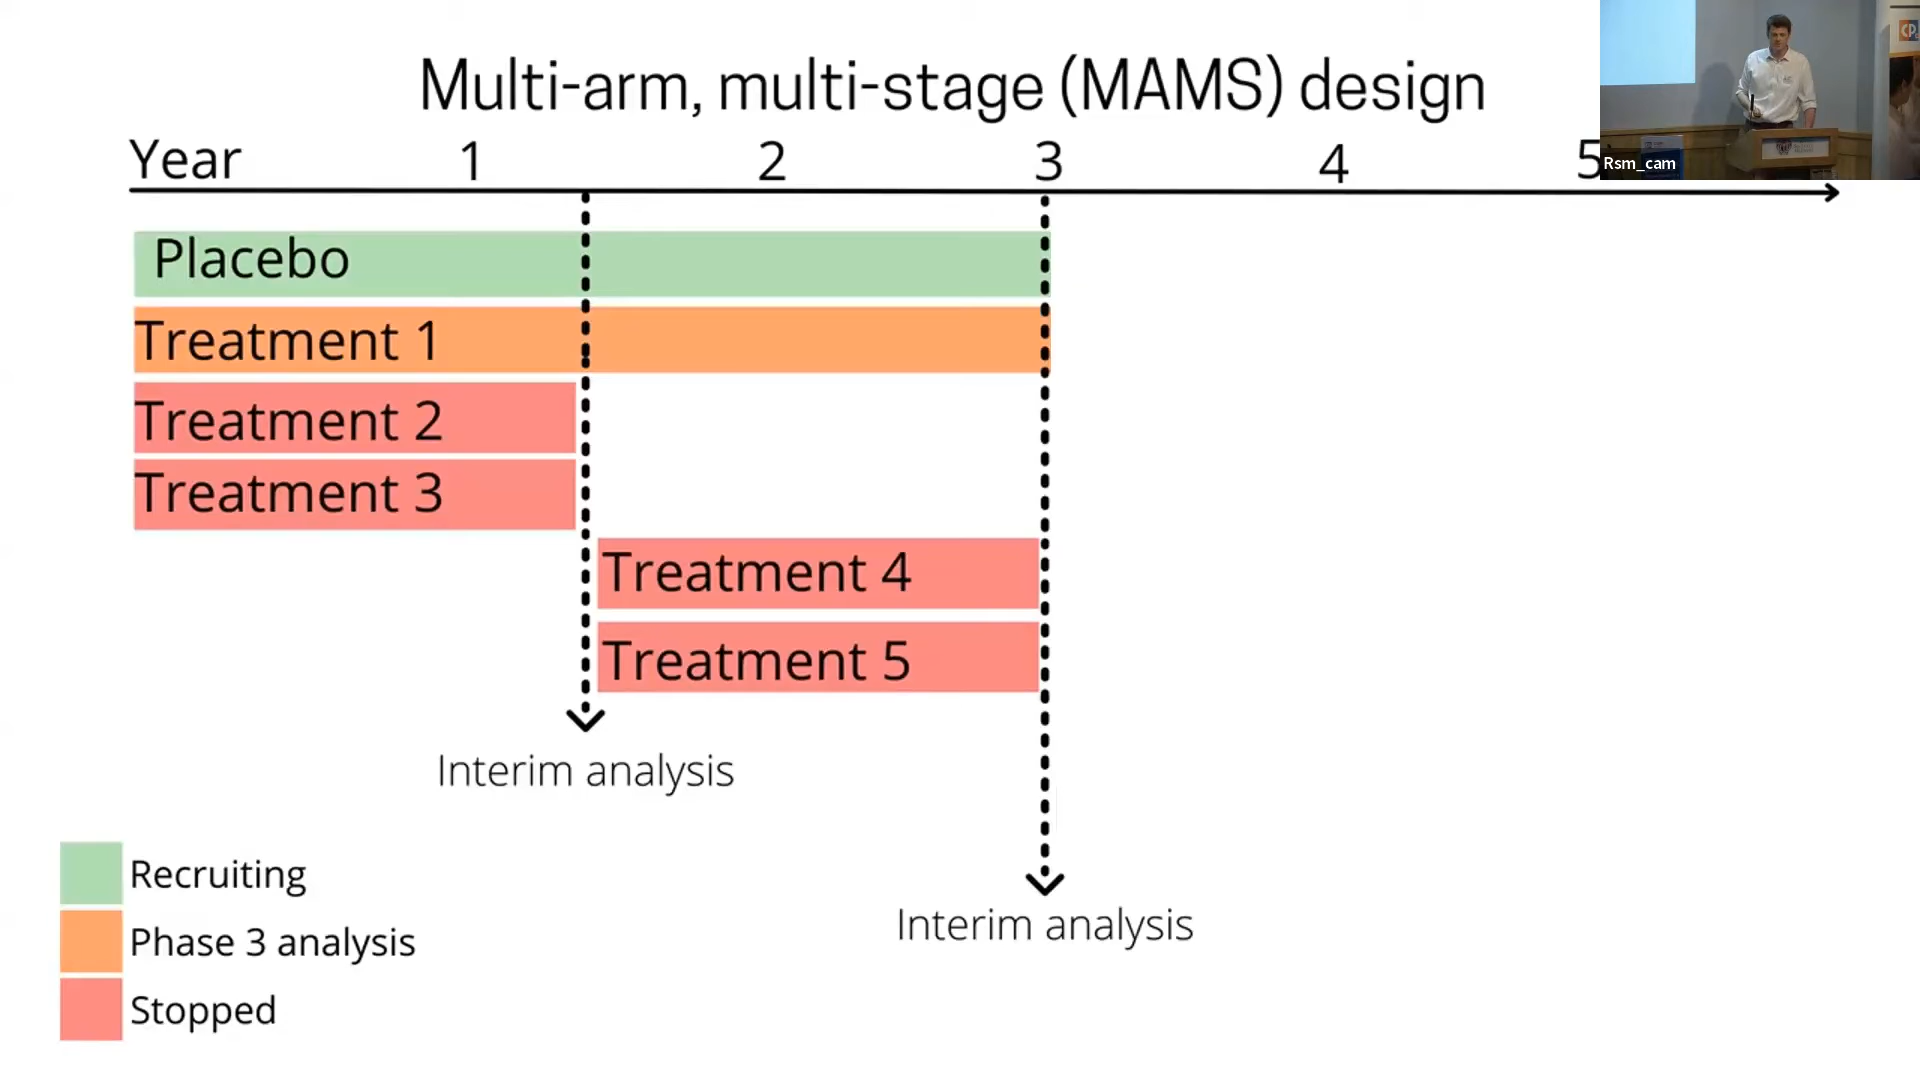 Multi-arm, multi-stage (MAMS) design
Year 1 2 3 4 5
Rsm_cam
CP
Placebo
Treatment 1
Treatment 2
Treatment 3
Treatment 4
Treatment 5
Interim analysis
Interim analysis
Recruiting
Phase 3 analysis
Stopped